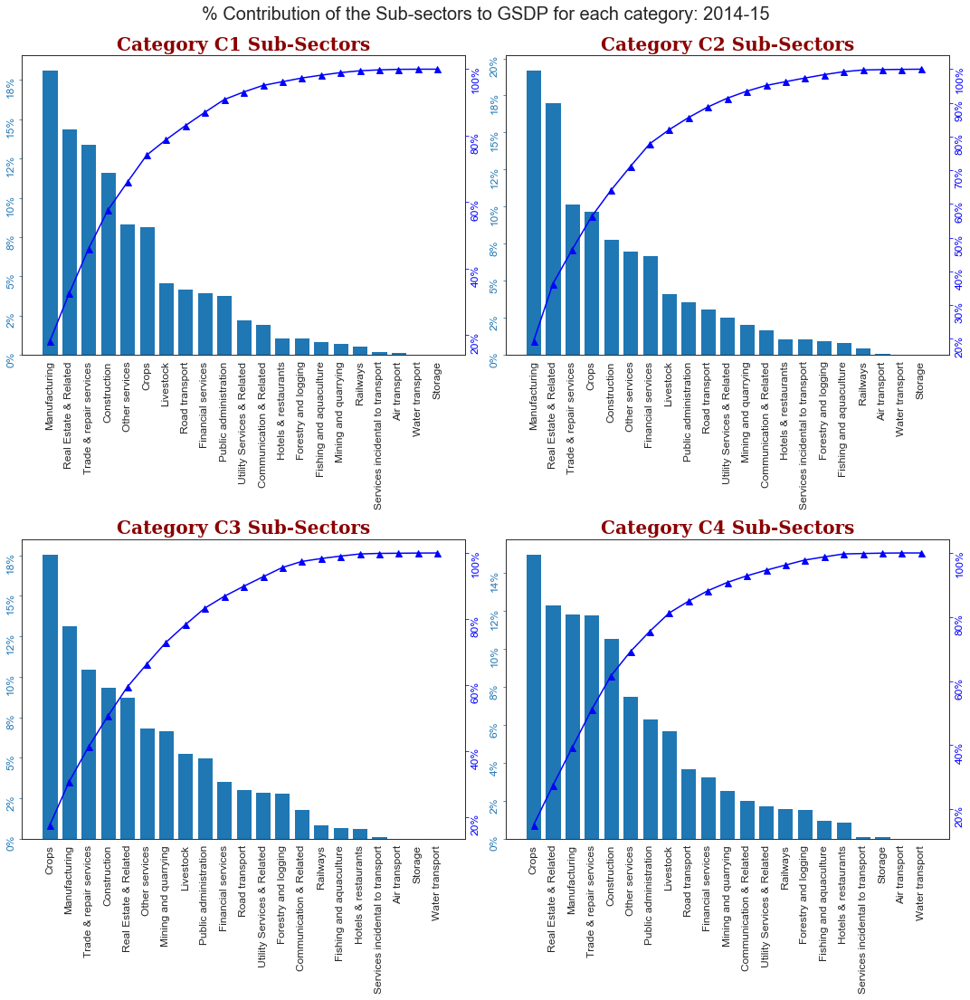 % Contribution of the Sub-sectors to GSDP for each category: 2014-15
Category C1 Sub-Sectors
18%
15%
12%
10%
8%
5%
2%
0%
100%
80%
60%
40%
20%
Manufacturing
Real Estate & Related
Trade & repair services
Construction
Other services
Crops
Livestock
Road transport
Financial services
Public administration
Utility Services & Related
Communication & Related
Hotels & restaurants
Forestry and logging
Fishing and aquaculture
Mining and quarrying
Railways
Services incidental to transport
Air transport
Water transport
Storage
Category C2 Sub-Sectors
20%
18%
15%
12%
10%
8%
5%
2%
0%
100%
90%
80%
70%
60%
50%
40%
30%
20%
Manufacturing
Real Estate & Related
Trade & repair services
Crops
Construction
Other services
Financial services
Livestock
Public administration
Road transport
Utility Services & Related
Mining and quarrying
Communication & Related
Hotels & restaurants
Services incidental to transport
Forestry and logging
Fishing and aquaculture
Railways
Air transport
Water transport
Storage
Category C3 Sub-Sectors
18%
15%
12%
10%
8%
5%
2%
0%
100%
80%
60%
40%
20%
Crops
Manufacturing
Trade & repair services
Construction
Real Estate & Related
Other services
Mining and quarrying
Livestock
Public administration
Financial services
Road transport
Utility Services & Related
Forestry and logging
Communication & Related
Railways
Fishing and aquaculture
Hotels & restaurants
Services incidental to transport
Air transport
Storage
Water transport
Category C4 Sub-Sectors
14%
12%
10%
8%
6%
4%
2%
0%
100%
80%
60%
40%
20%
Crops
Real Estate & Related
Manufacturing
Trade & repair services
Construction
Other services
Public administration
Livestock
Road transport
Financial services
Mining and quarrying
Communication & Related
Utility Services & Related
Railways
Forestry and logging
Fishing and aquaculture
Hotels & restaurants
Services incidental to transport
Storage
Air transport
Water transport